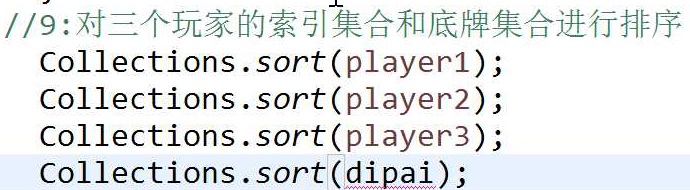 //9:对三个玩家的索引集合和底牌集合进行排序
Collections.sort(player1);
Collections.sort(player2);
Collections.sort(player3);
Collections.sort(dipai);